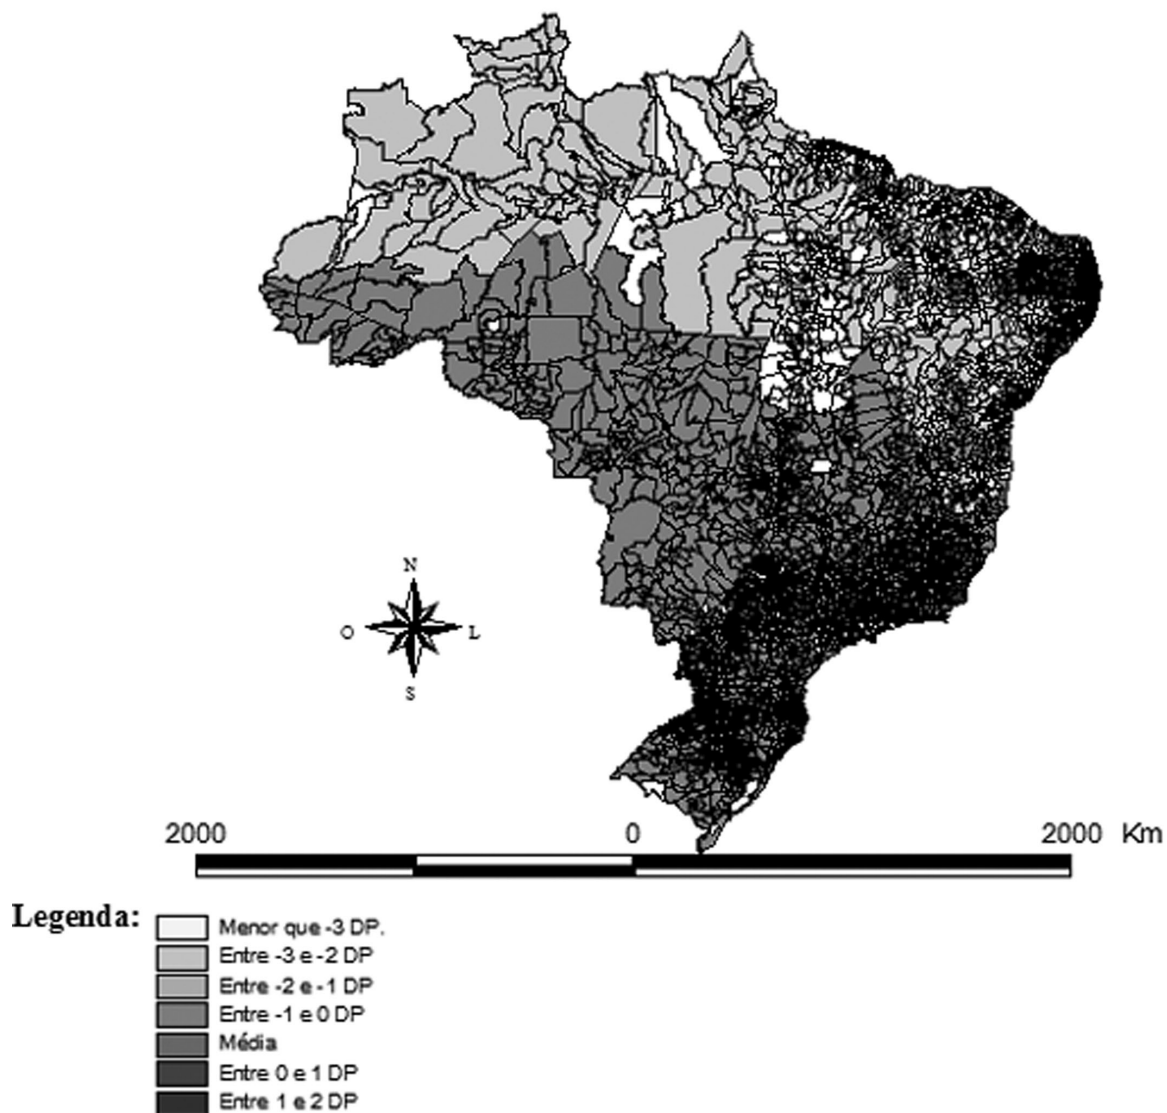 N
O L
S
2000 0 2000 Km
Legenda:
Menor que -3 DP.
Entre -3 e -2 DP
Entre -2 e -1 DP
Entre -1 e 0 DP
Média
Entre 0 e 1 DP
Entre 1 e 2 DP